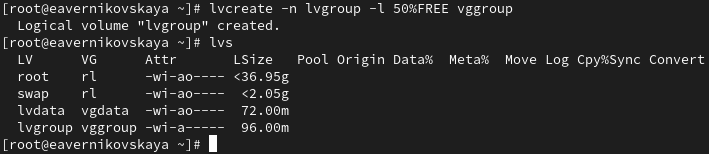 [root@eavernikovskaya ~]# lvcreate -n lvgroup -l 50%FREE vggroup
  Logical volume "lvgroup" created.
[root@eavernikovskaya ~]# lvs
  LV      VG      Attr       LSize   Pool Origin Data%  Meta%  Move Log Cpy%Sync Convert
  root    rl      -wi-ao---- <36.95g
  swap    rl      -wi-ao----  <2.05g
  lvdata  vgdata  -wi-ao----  72.00m
  lvgroup vggroup -wi-a-----  96.00m
[root@eavernikovskaya ~]#